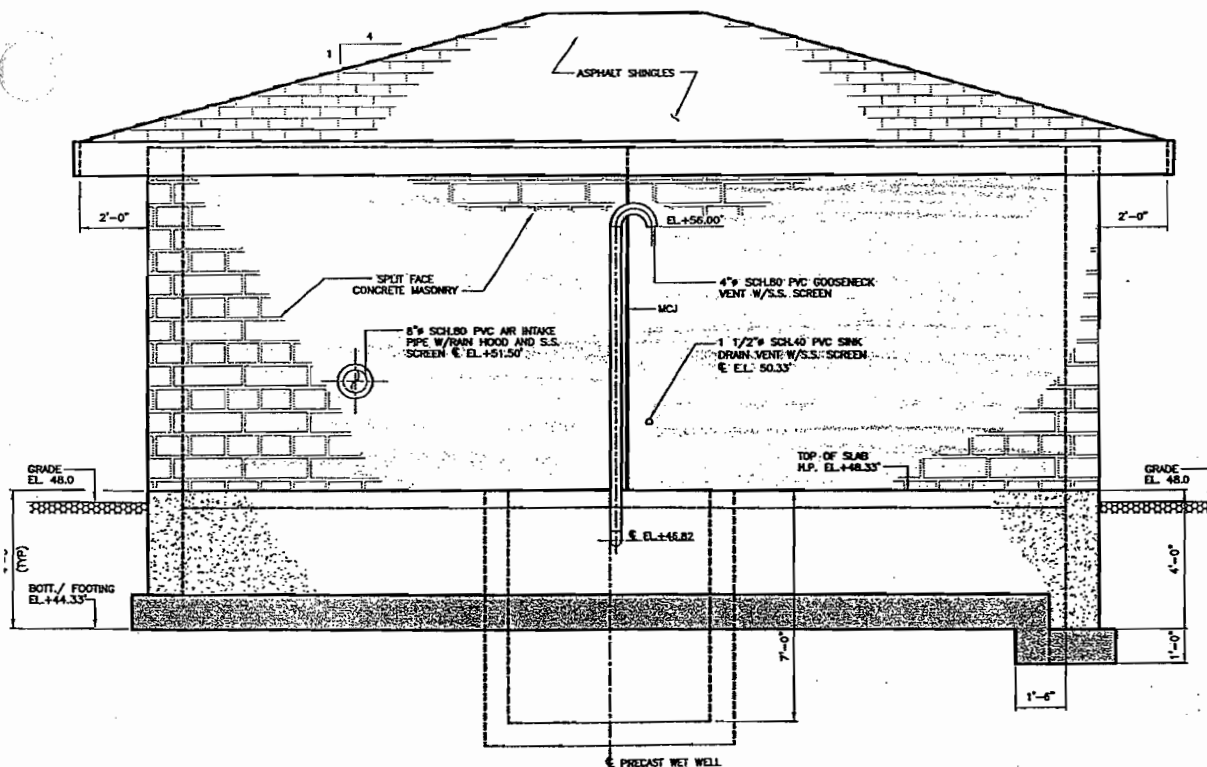 4
1
ASPHALT SHINGLES
2'-0"
EL.+56.00'
2'-0"
SPLIT FACE
CONCRETE MASONRY
4"ø SCH.80 PVC GOOSENECK
VENT W/S.S. SCREEN
MCJ
8"ø SCH.80 PVC AIR INTAKE
PIPE W/RAIN HOOD AND S.S.
SCREEN ℄ EL.+51.50'
1 1/2"ø SCH.40 PVC SINK
DRAIN VENT W/S.S. SCREEN
℄ E.L. 50.33'
TOP OF SLAB
H.P. EL.+48.33'
GRADE
EL. 48.0
GRADE
EL. 48.0
℄ EL.+45.82
(TYP)
BOTT./ FOOTING
EL.+44.33'
4'-0"
7'-0"
1'-0"
1'-6"
℄ PRECAST WET WELL